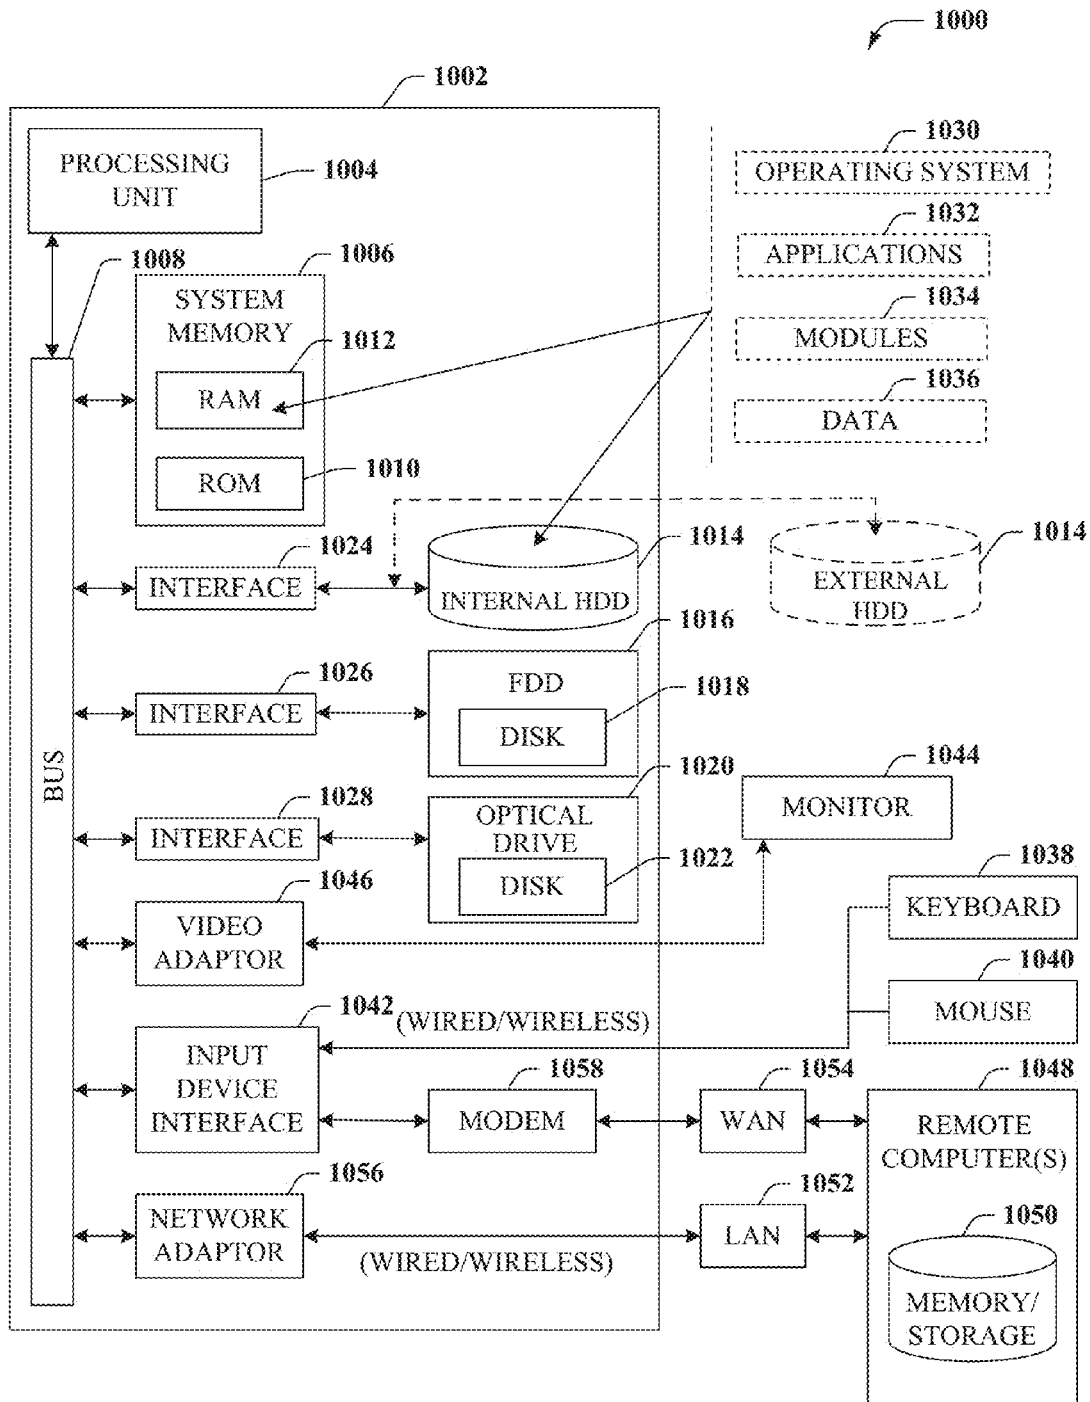 1000
1002
PROCESSING
UNIT
1004
1030
OPERATING SYSTEM
1032
APPLICATIONS
1034
MODULES
1036
DATA
1008
1006
SYSTEM
MEMORY
1012
RAM
1010
ROM
BUS
1024
INTERFACE
1014
INTERNAL HDD
1014
EXTERNAL
HDD
1016
FDD
1018
DISK
1026
INTERFACE
1020
OPTICAL
DRIVE
1022
DISK
1028
INTERFACE
1044
MONITOR
1046
VIDEO
ADAPTOR
1038
KEYBOARD
1040
MOUSE
1042
(WIRED/WIRELESS)
INPUT
DEVICE
INTERFACE
1058
MODEM
1054
WAN
1048
REMOTE
COMPUTER(S)
1056
NETWORK
ADAPTOR
(WIRED/WIRELESS)
1052
LAN
1050
MEMORY/
STORAGE